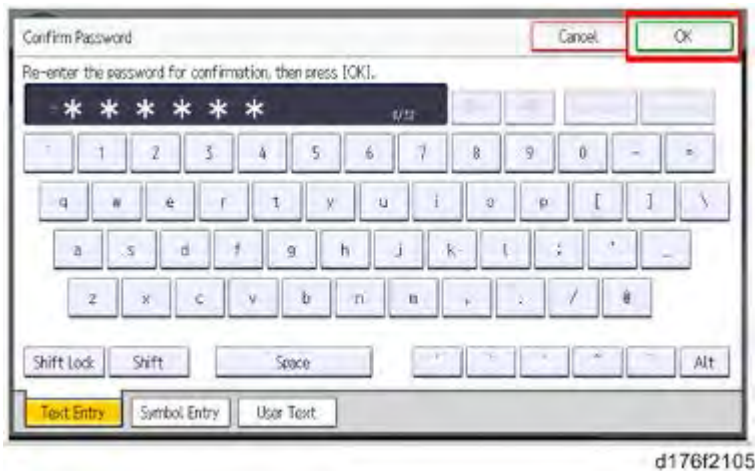 Confirm Password Cancel OK
Re-enter the password for confirmation, then press [OK].
* * * * * *
1 2 3 4 5 6 7 8 9 0 - =
q w e r t y u i o p [ ] \
a s d f g h j k l ; ' _
z x c v b n m , . / @
Shift Lock Shift Space Alt
Text Entry Symbol Entry User Text
d176f2105